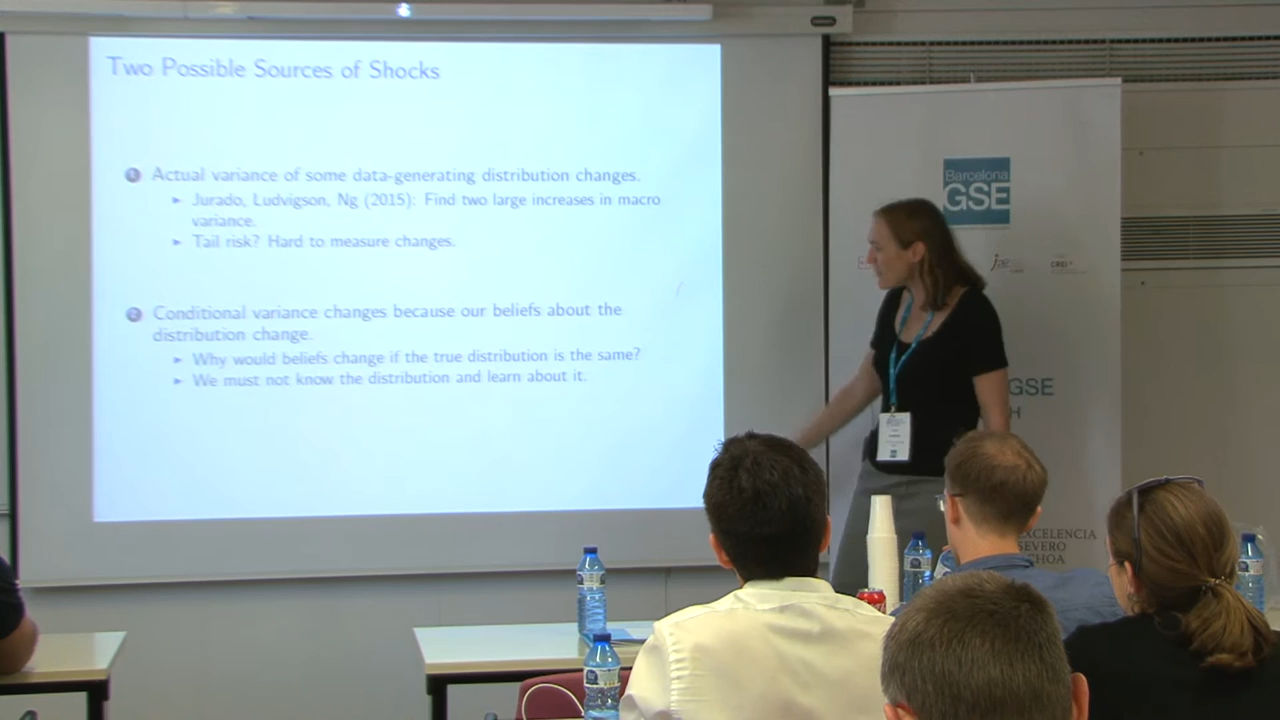 Two Possible Sources of Shocks
1 Actual variance of some data-generating distribution changes.
► Jurado, Ludvigson, Ng (2015): Find two large increases in macro
variance.
► Tail risk? Hard to measure changes.
2 Conditional variance changes because our beliefs about the
distribution change.
► Why would beliefs change if the true distribution is the same?
► We must not know the distribution and learn about it.
Barcelona
GSE
CREI
GSE
H
XCELENCIA
SEVERO
CHOA